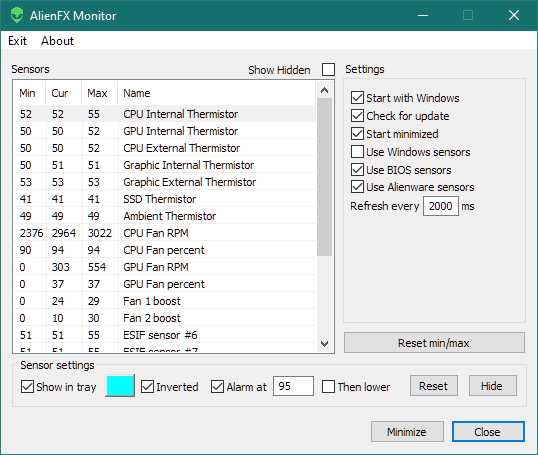 AlienFX Monitor
Exit About
Sensors Show Hidden Settings
Min Cur Max Name
52 52 55 CPU Internal Thermistor
50 50 52 GPU Internal Thermistor
50 50 52 CPU External Thermistor
50 51 51 Graphic Internal Thermistor
53 53 53 Graphic External Thermistor
41 41 41 SSD Thermistor
49 49 49 Ambient Thermistor
2376 2964 3022 CPU Fan RPM
90 94 94 CPU Fan percent
0 303 554 GPU Fan RPM
0 37 37 GPU Fan percent
0 24 29 Fan 1 boost
0 10 30 Fan 2 boost
51 51 55 ESIF sensor #6
51 51 55 ESIF sensor #7
Start with Windows
Check for update
Start minimized
Use Windows sensors
Use BIOS sensors
Use Alienware sensors
Refresh every 2000 ms
Reset min/max
Sensor settings
Show in tray Inverted Alarm at 95 Then lower Reset Hide
Minimize Close